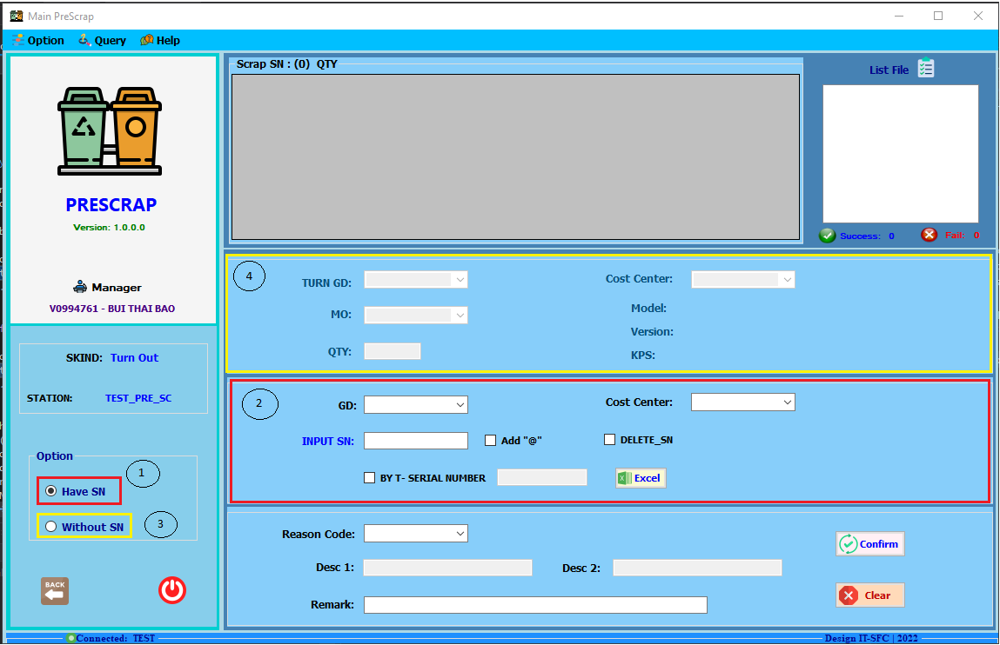 Main PreScrap
Option Query Help
PRESCRAP
Version: 1.0.0.0
Manager
V0994761 - BUI THAI BAO
SKIND: Turn Out
STATION: TEST_PRE_SC
Option
1
Have SN
Without SN
3
BACK
Scrap SN : (0) QTY
List File
Success: 0
Fail: 0
4
TURN GD:
Cost Center:
MO:
Model:
Version:
QTY:
KPS:
2
GD:
Cost Center:
INPUT SN:
Add "@"
DELETE_SN
BY T- SERIAL NUMBER
Excel
Reason Code:
Confirm
Desc 1:
Desc 2:
Clear
Remark:
Connected: TEST
Design IT-SFC | 2022